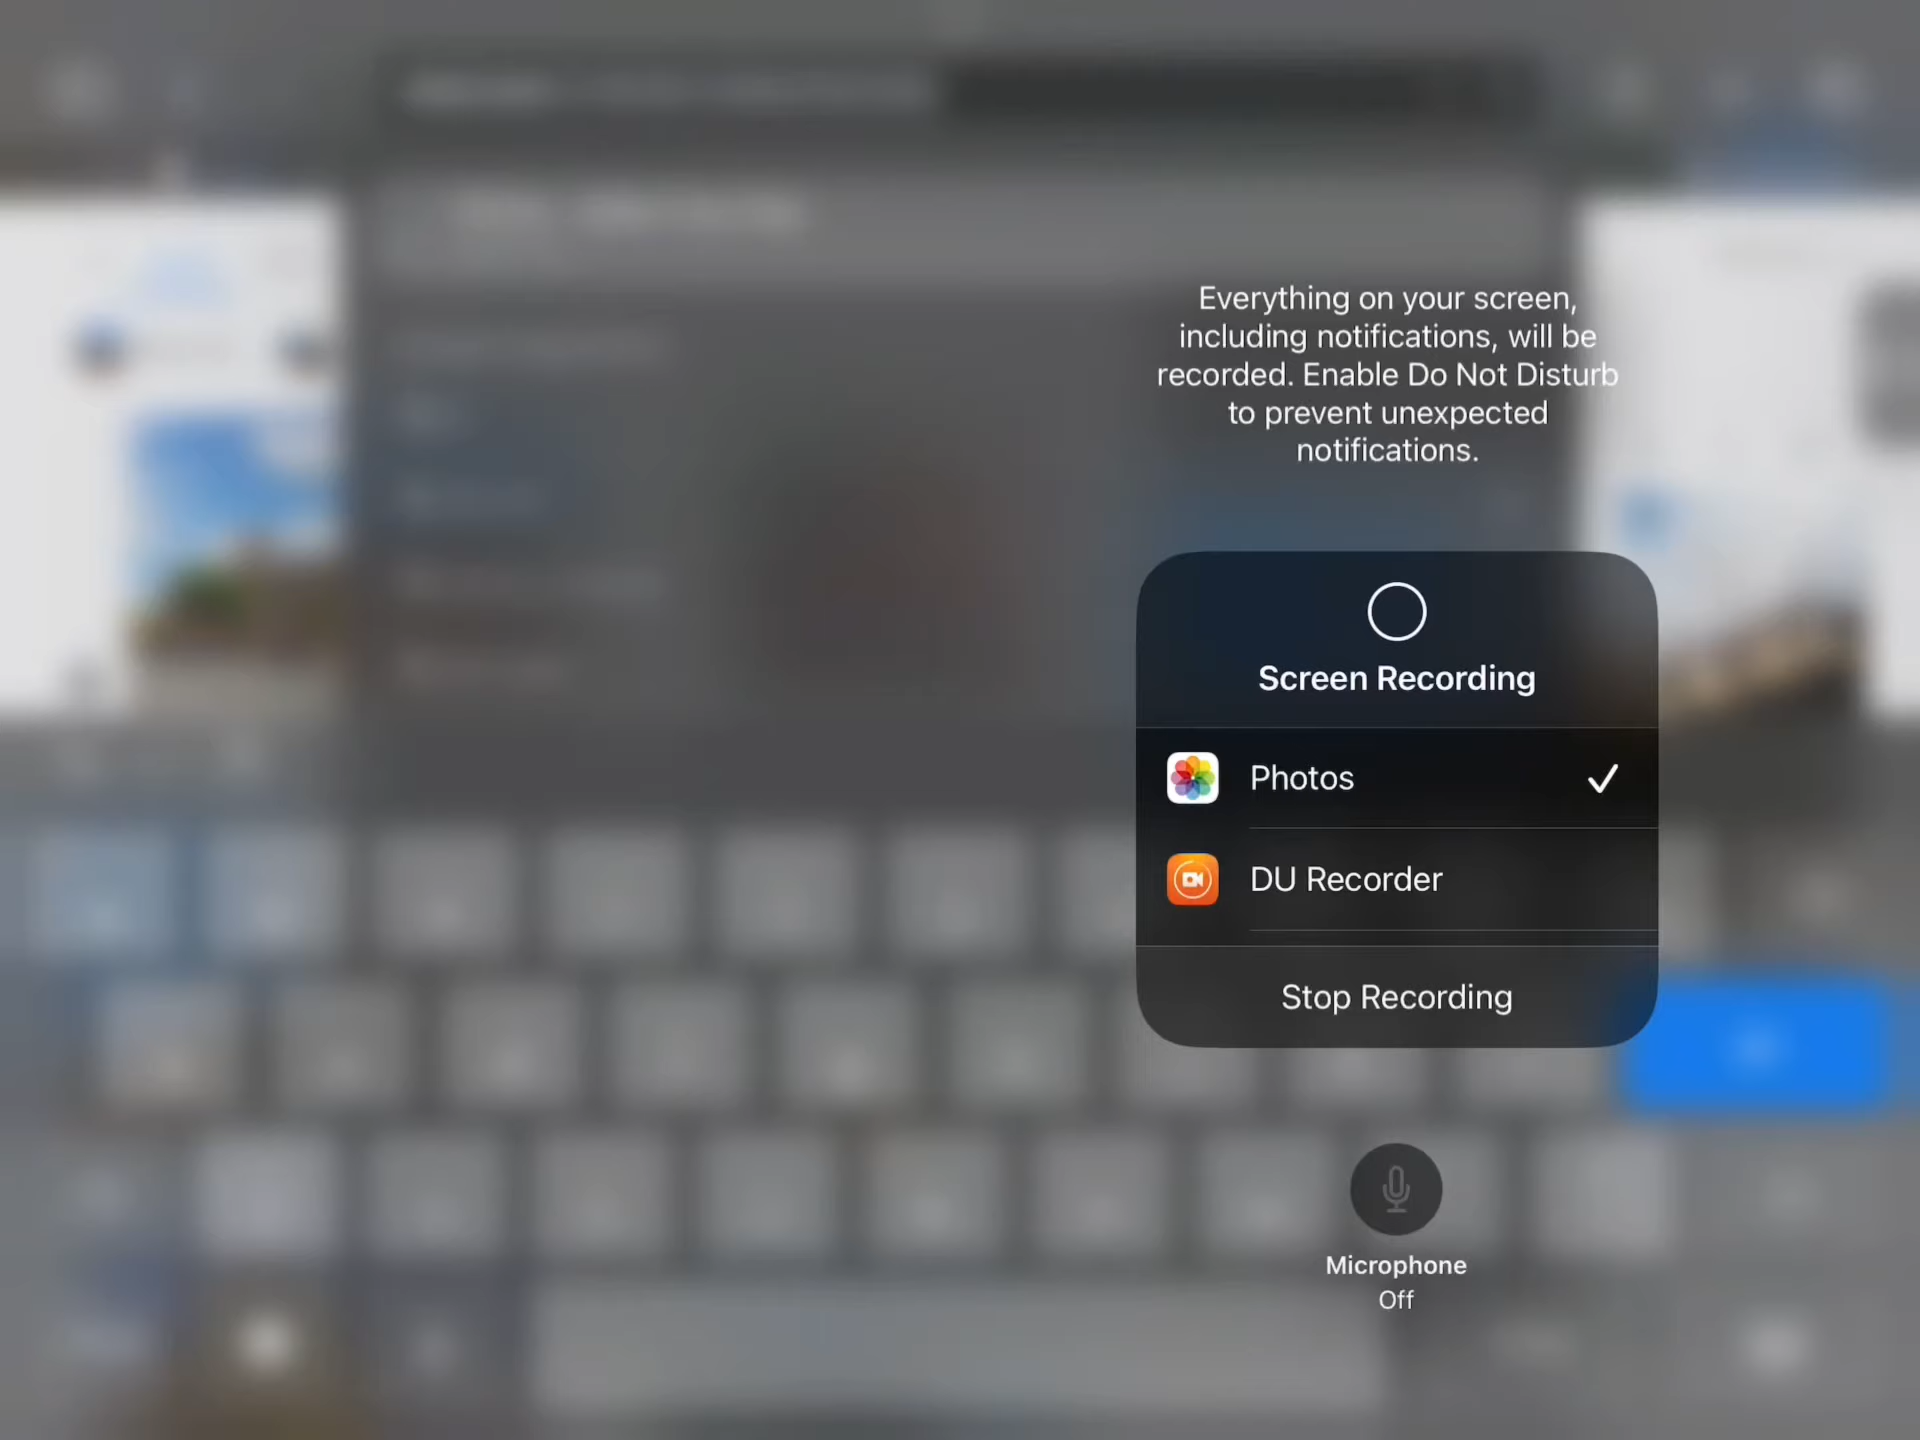 Everything on your screen,
including notifications, will be
recorded. Enable Do Not Disturb
to prevent unexpected
notifications.
Screen Recording
Photos
DU Recorder
Stop Recording
Microphone
Off